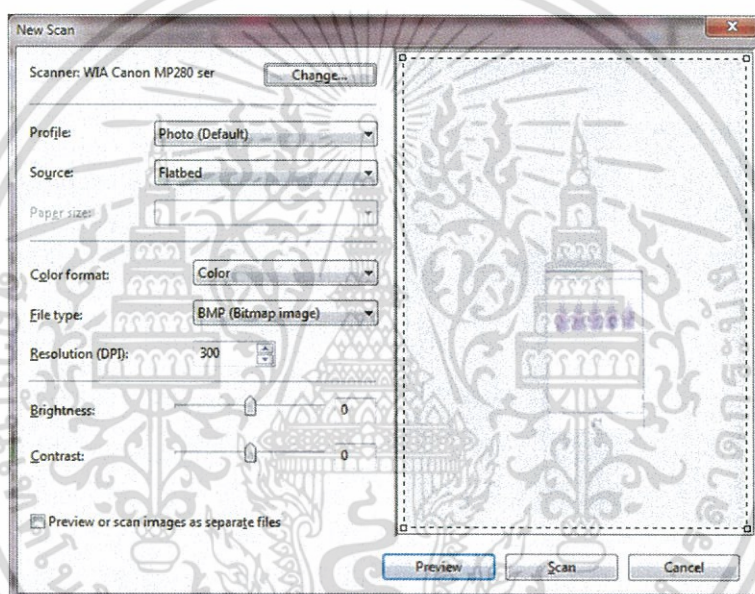 New Scan
Scanner: WIA Canon MP280 ser
Change...
Profile:
Photo (Default)
Source:
Flatbed
Paper size:
Color format:
Color
File type:
BMP (Bitmap image)
Resolution (DPI):
300
Brightness:
0
Contrast:
0
Preview or scan images as separate files
Preview
Scan
Cancel